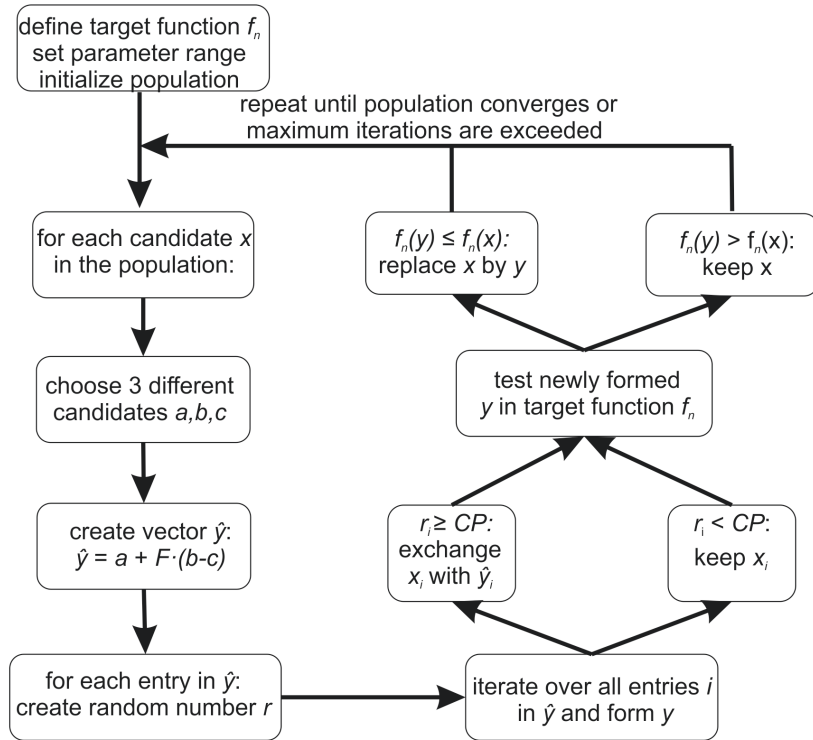 define target function fₙ
set parameter range
initialize population
repeat until population converges or
maximum iterations are exceeded
for each candidate x
in the population:
choose 3 different
candidates a,b,c
create vector ŷ:
ŷ = a + F·(b-c)
for each entry in ŷ:
create random number r
iterate over all entries i
in ŷ and form y
rᵢ ≥ CP:
exchange
xᵢ with ŷᵢ
rᵢ < CP:
keep xᵢ
test newly formed
y in target function fₙ
fₙ(y) ≤ fₙ(x):
replace x by y
fₙ(y) > fₙ(x):
keep x